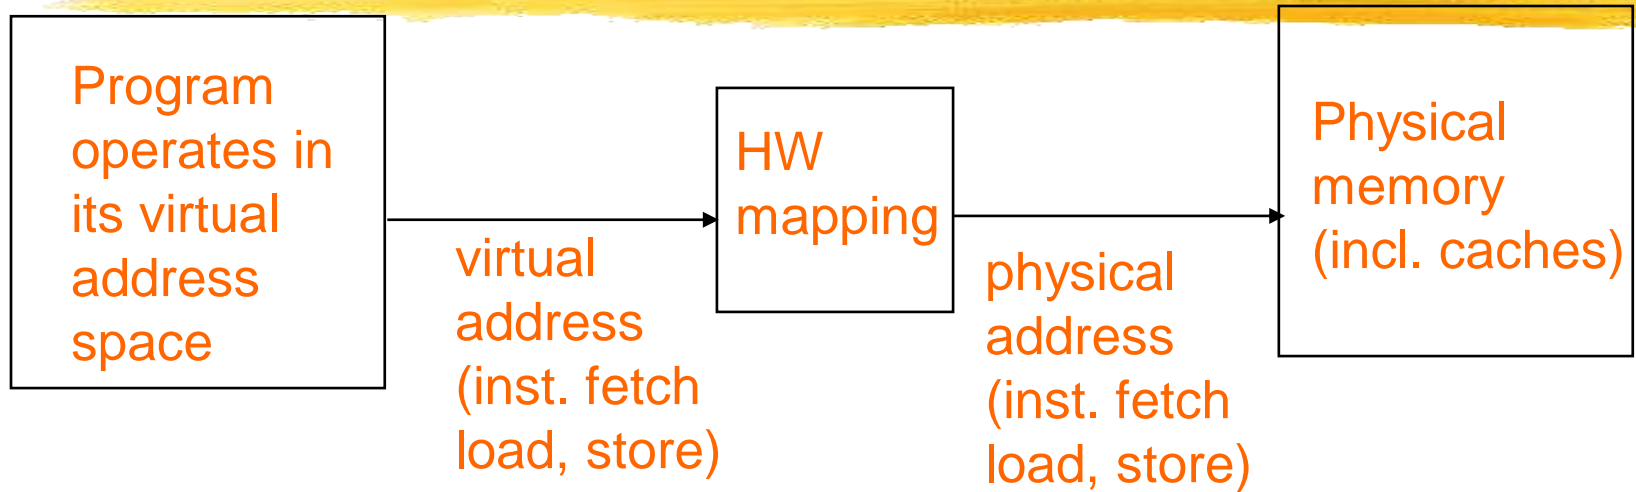 Program
operates in
its virtual
address
space
virtual
address
(inst. fetch
load, store)
HW
mapping
physical
address
(inst. fetch
load, store)
Physical
memory
(incl. caches)